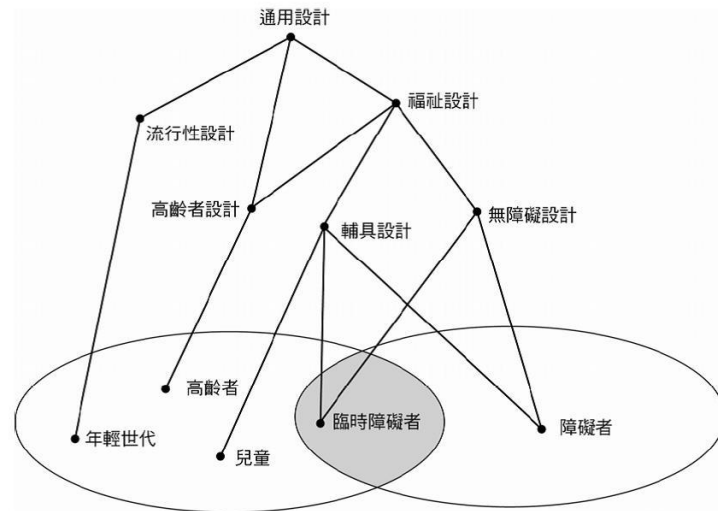 通用設計
福祉設計
流行性設計
高齡者設計
輔具設計
無障礙設計
高齡者
年輕世代
兒童
臨時障礙者
障礙者